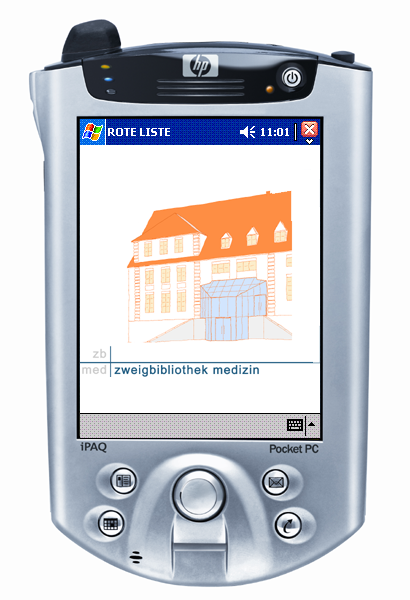 hp
ROTE LISTE 11:01
zb
med zweigbibliothek medizin
iPAQ Pocket PC